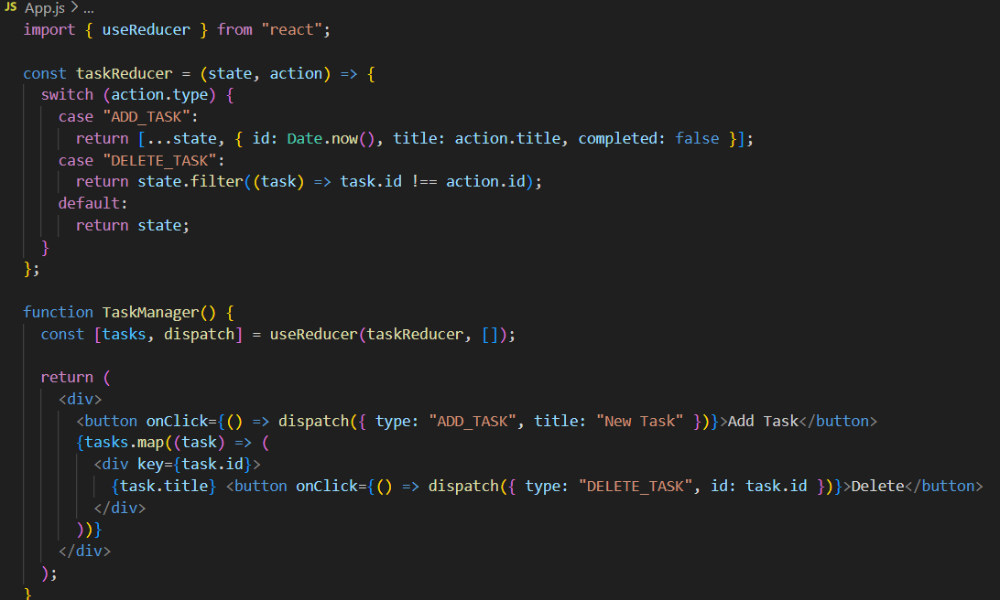 JS App.js > ...
import { useReducer } from "react";

const taskReducer = (state, action) => {
  switch (action.type) {
    case "ADD_TASK":
      return [...state, { id: Date.now(), title: action.title, completed: false }];
    case "DELETE_TASK":
      return state.filter((task) => task.id !== action.id);
    default:
      return state;
  }
};

function TaskManager() {
  const [tasks, dispatch] = useReducer(taskReducer, []);

  return (
    <div>
      <button onClick={() => dispatch({ type: "ADD_TASK", title: "New Task" })}>Add Task</button>
      {tasks.map((task) => (
        <div key={task.id}>
          {task.title} <button onClick={() => dispatch({ type: "DELETE_TASK", id: task.id })}>Delete</button>
        </div>
      ))}
    </div>
  );
}